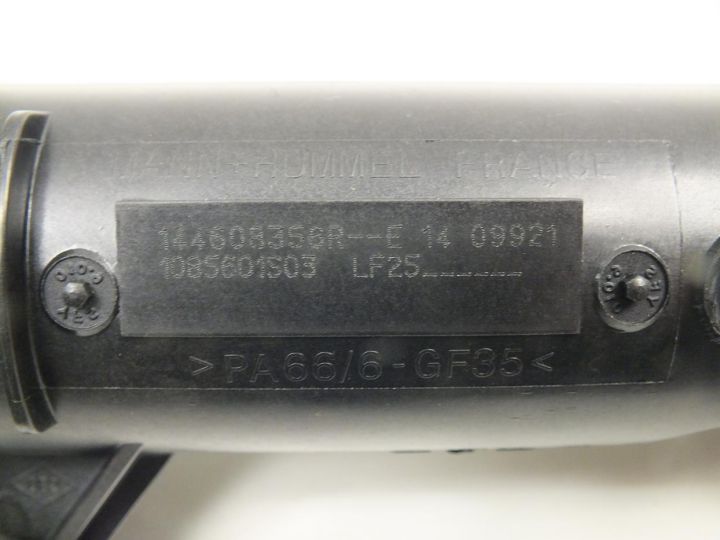 MANN+HUMMEL FRANCE
144608356R--E 14 09921
1085601S03 LF25
>PA66/6-GF35<